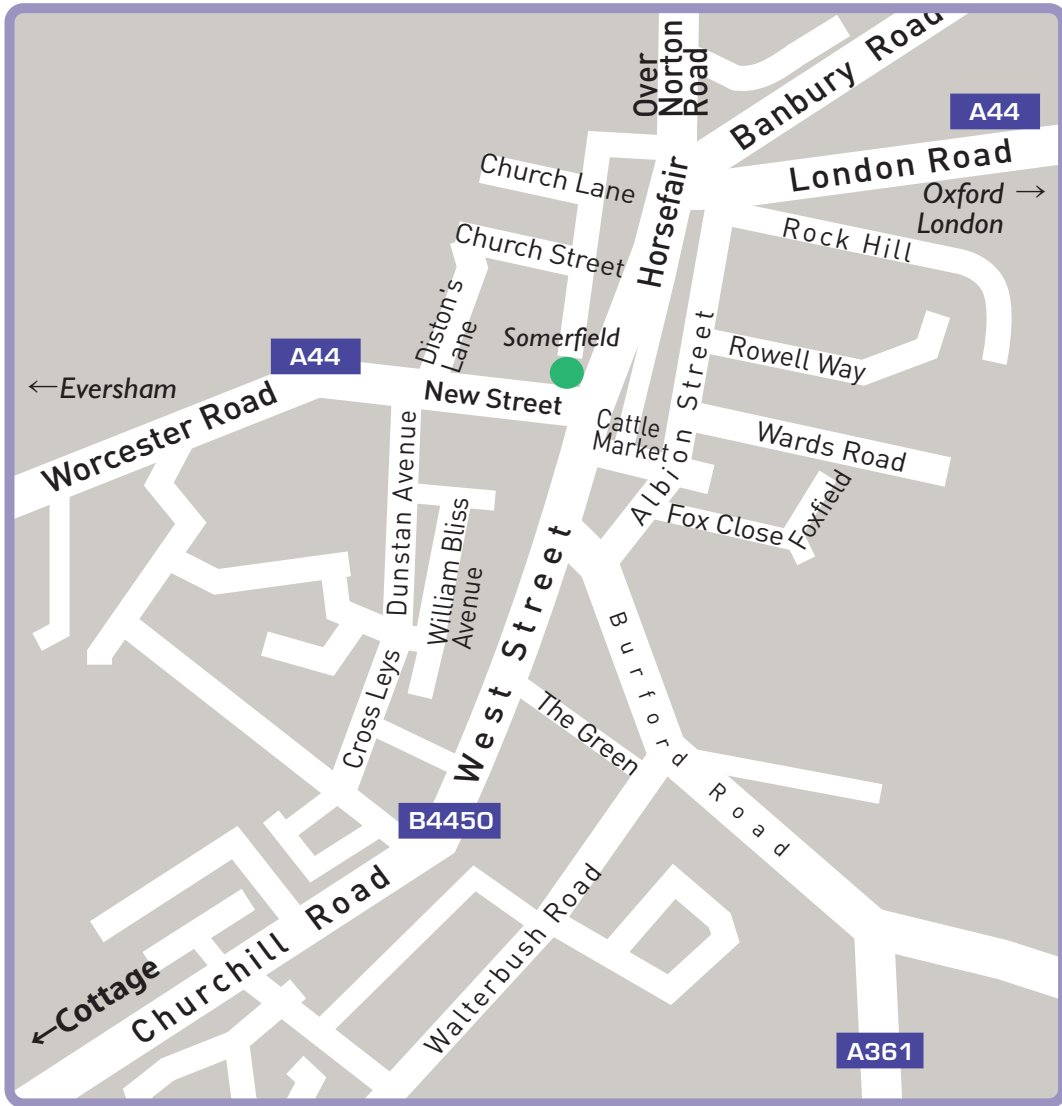 Over
Norton
Road
Banbury Road
A44
London Road
Oxford →
London
Church Lane
Horsefair
Church Street
Rock Hill
Diston's
Lane
Somerfield
A44
← Eversham
Rowell Way
New Street
Worcester Road
Cattle
Market
Albion Street
Wards Road
Dunstan Avenue
William Bliss
Avenue
Fox Close
Foxfield
West Street
Burford Road
Cross Leys
The Green
B4450
Churchill Road
Walterbush Road
← Cottage
A361